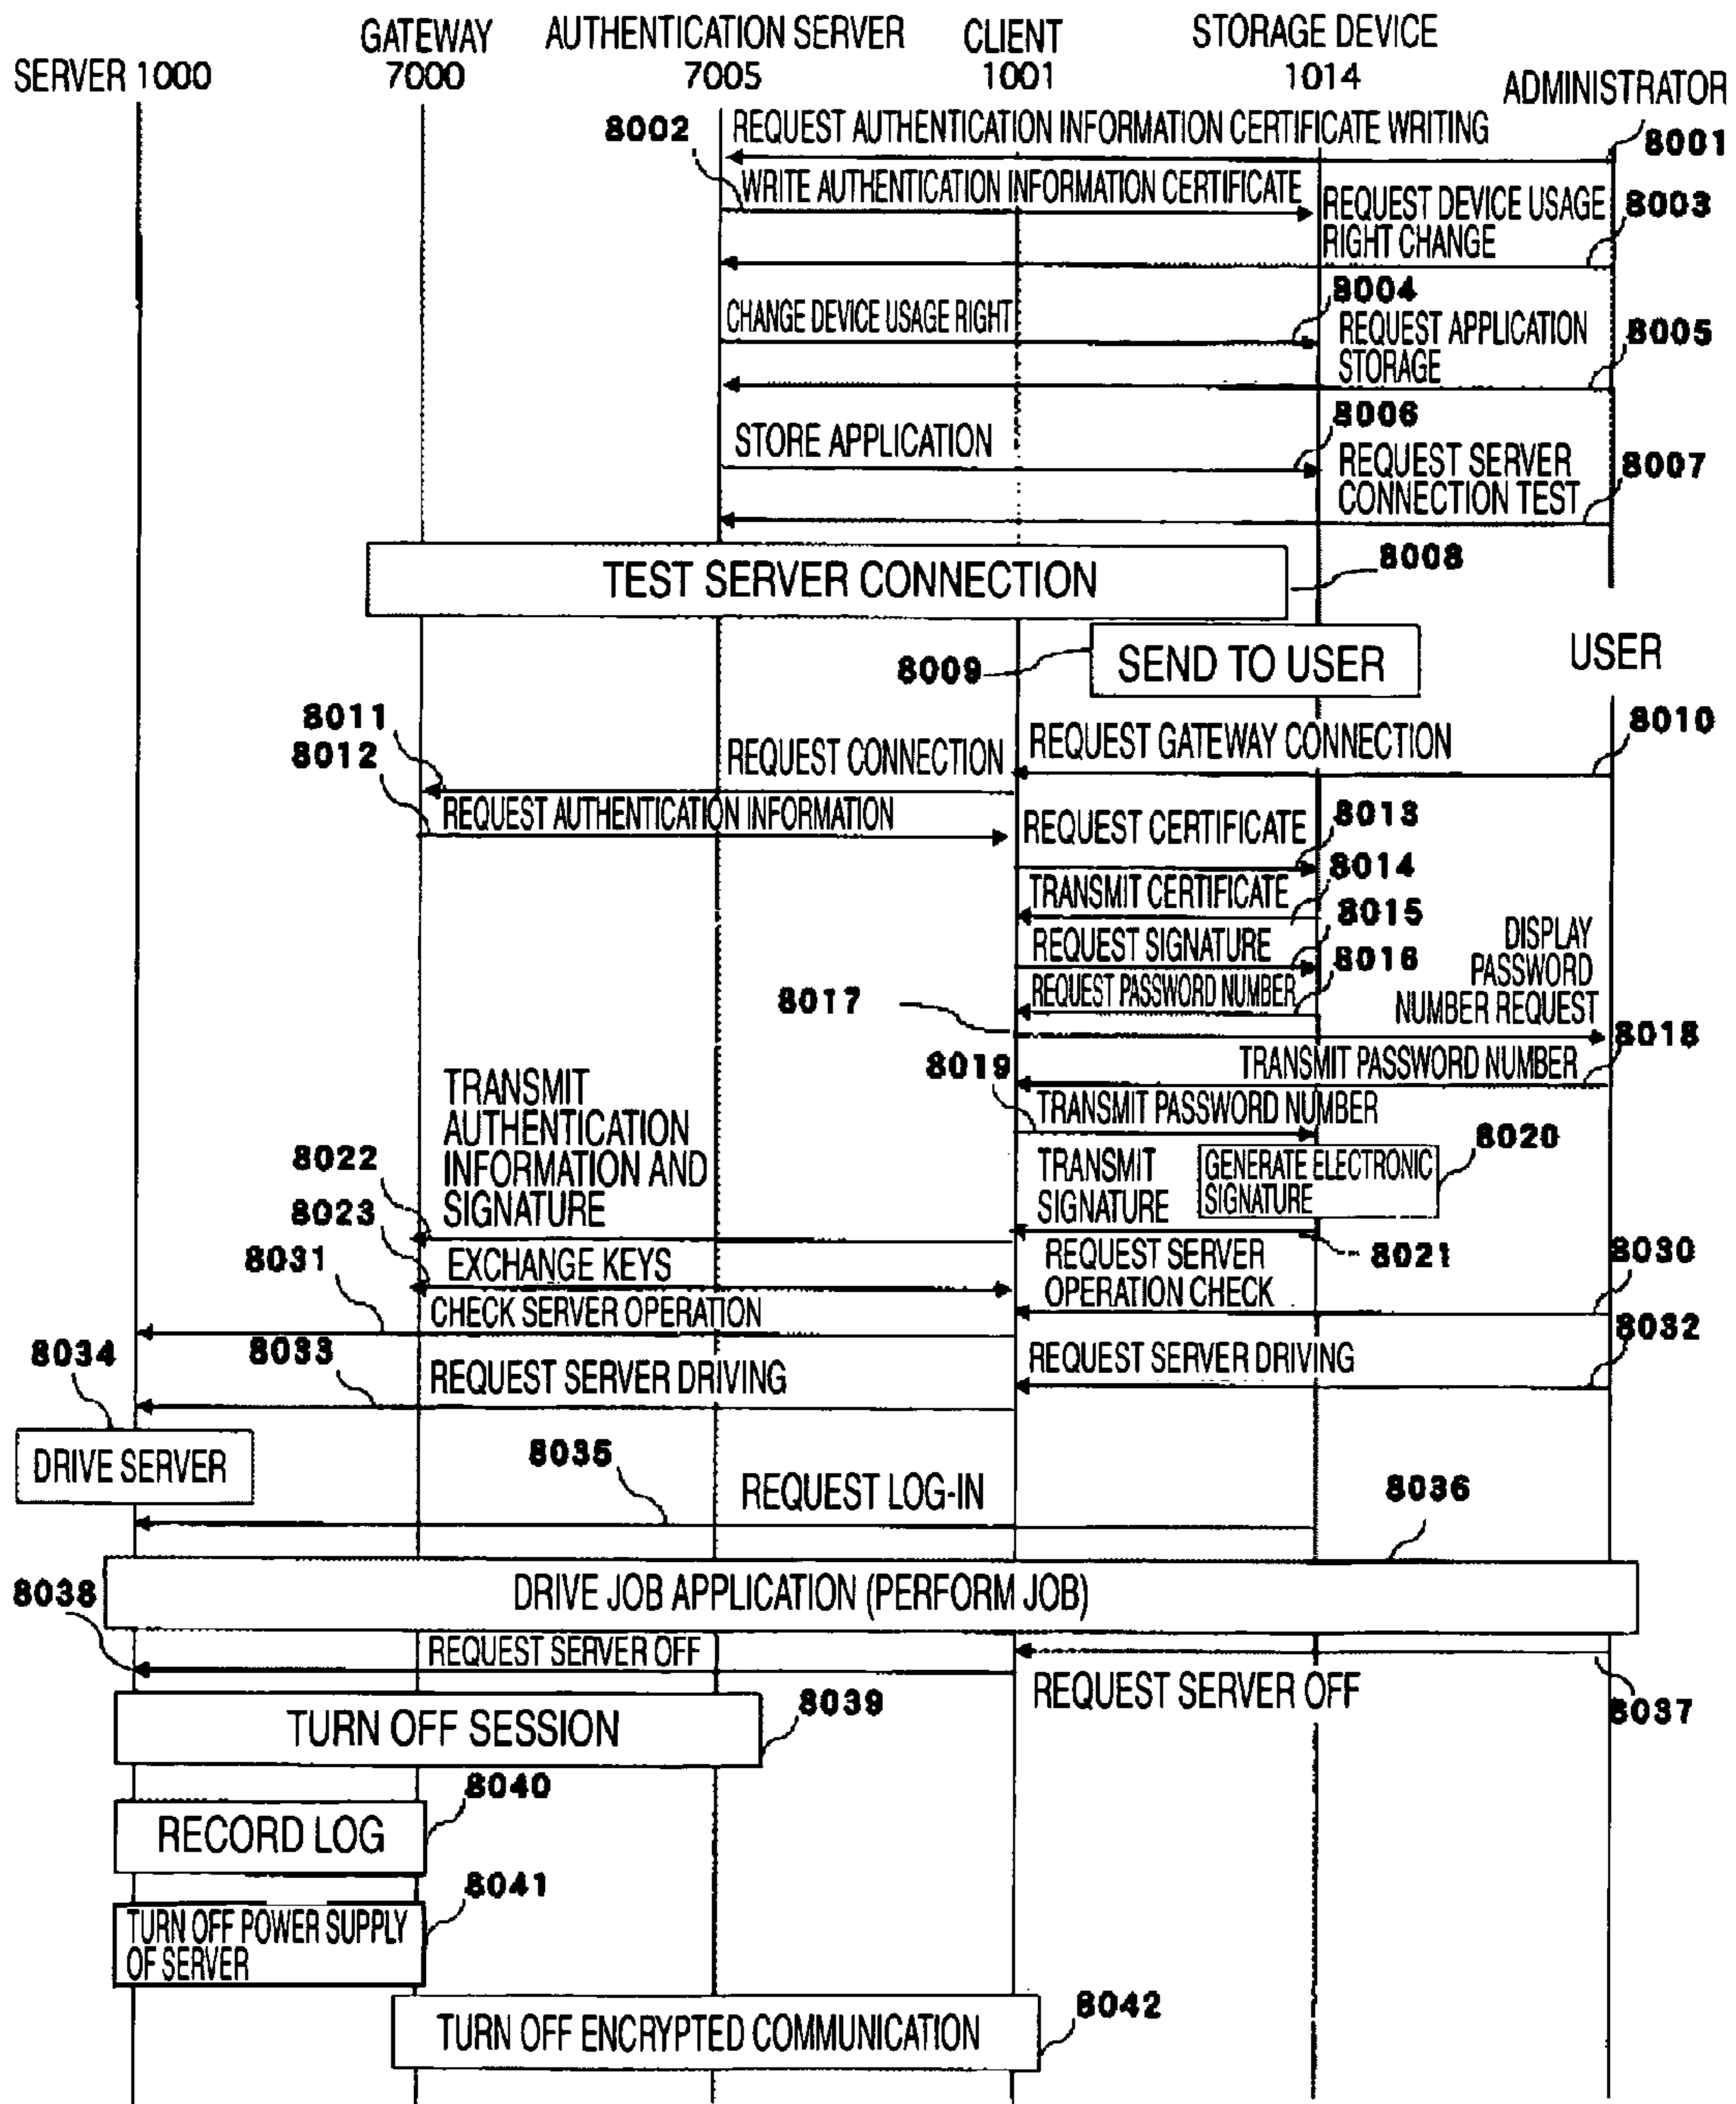 GATEWAY
7000
AUTHENTICATION SERVER
7005
CLIENT
1001
STORAGE DEVICE
1014
SERVER 1000
ADMINISTRATOR
8002
REQUEST AUTHENTICATION INFORMATION CERTIFICATE WRITING
8001
WRITE AUTHENTICATION INFORMATION CERTIFICATE
REQUEST DEVICE USAGE
RIGHT CHANGE
8003
CHANGE DEVICE USAGE RIGHT
8004
REQUEST APPLICATION
STORAGE
8005
STORE APPLICATION
8006
REQUEST SERVER
CONNECTION TEST
8007
TEST SERVER CONNECTION
8008
8009
SEND TO USER
USER
8011
8012
REQUEST CONNECTION
REQUEST GATEWAY CONNECTION
8010
REQUEST AUTHENTICATION INFORMATION
REQUEST CERTIFICATE
8013
TRANSMIT CERTIFICATE
8014
REQUEST SIGNATURE
8015
REQUEST PASSWORD NUMBER
8016
DISPLAY
PASSWORD
NUMBER REQUEST
8017
8018
TRANSMIT PASSWORD NUMBER
8019
TRANSMIT PASSWORD NUMBER
TRANSMIT
AUTHENTICATION
INFORMATION AND
SIGNATURE
8022
8023
TRANSMIT
SIGNATURE
GENERATE ELECTRONIC
SIGNATURE
8020
8021
EXCHANGE KEYS
REQUEST SERVER
OPERATION CHECK
8030
8031
CHECK SERVER OPERATION
8032
8034
8033
REQUEST SERVER DRIVING
REQUEST SERVER DRIVING
DRIVE SERVER
8035
REQUEST LOG-IN
8036
DRIVE JOB APPLICATION (PERFORM JOB)
8038
REQUEST SERVER OFF
REQUEST SERVER OFF
8037
TURN OFF SESSION
8039
RECORD LOG
8040
TURN OFF POWER SUPPLY
OF SERVER
8041
TURN OFF ENCRYPTED COMMUNICATION
8042